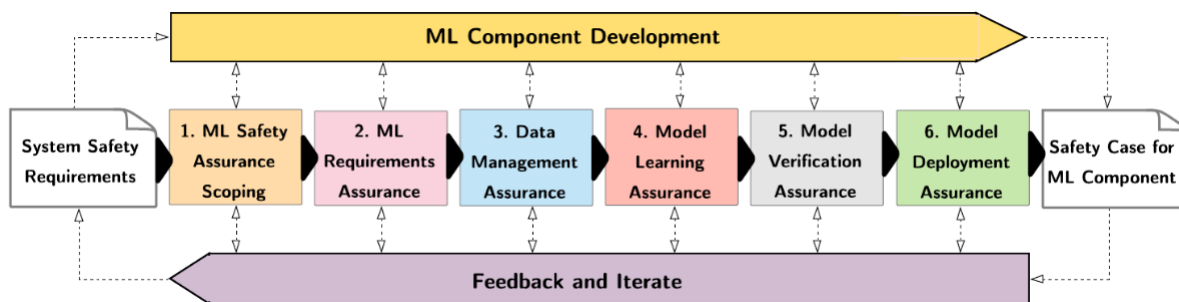 ML Component Development
System Safety
Requirements
1. ML Safety
Assurance
Scoping
2. ML
Requirements
Assurance
3. Data
Management
Assurance
4. Model
Learning
Assurance
5. Model
Verification
Assurance
6. Model
Deployment
Assurance
Safety Case for
ML Component
Feedback and Iterate